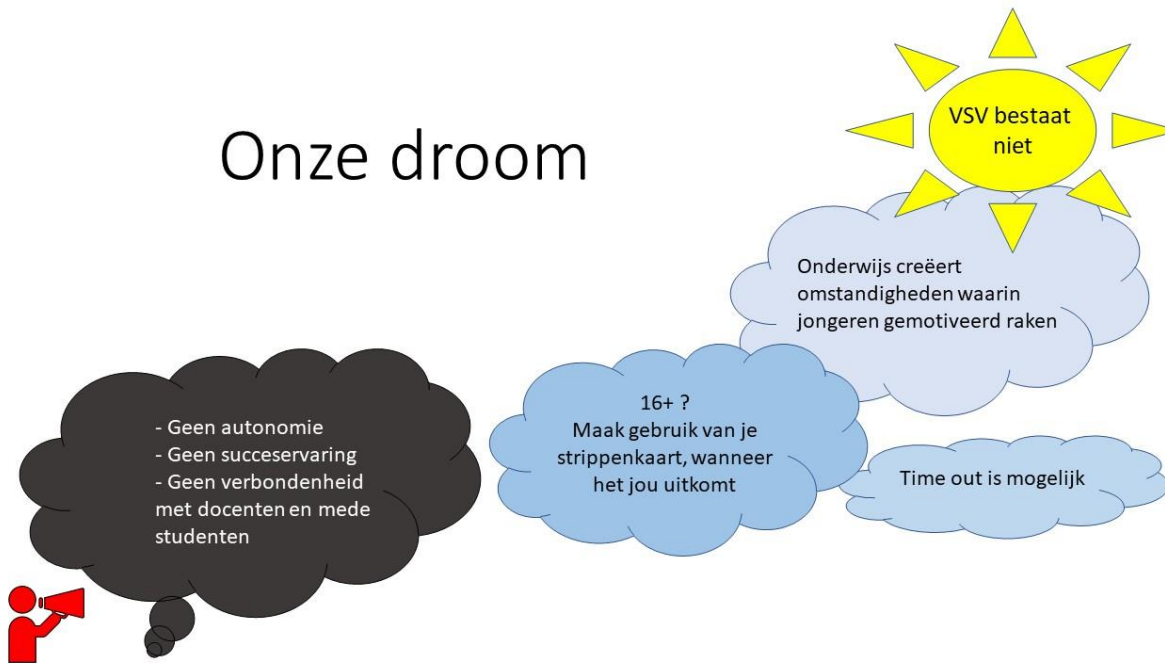 Onze droom
VSV bestaat
niet
Onderwijs creëert
omstandigheden waarin
jongeren gemotiveerd raken
- Geen autonomie
- Geen succeservaring
- Geen verbondenheid
met docenten en mede
studenten
16+ ?
Maak gebruik van je
strippenkaart, wanneer
het jou uitkomt
Time out is mogelijk